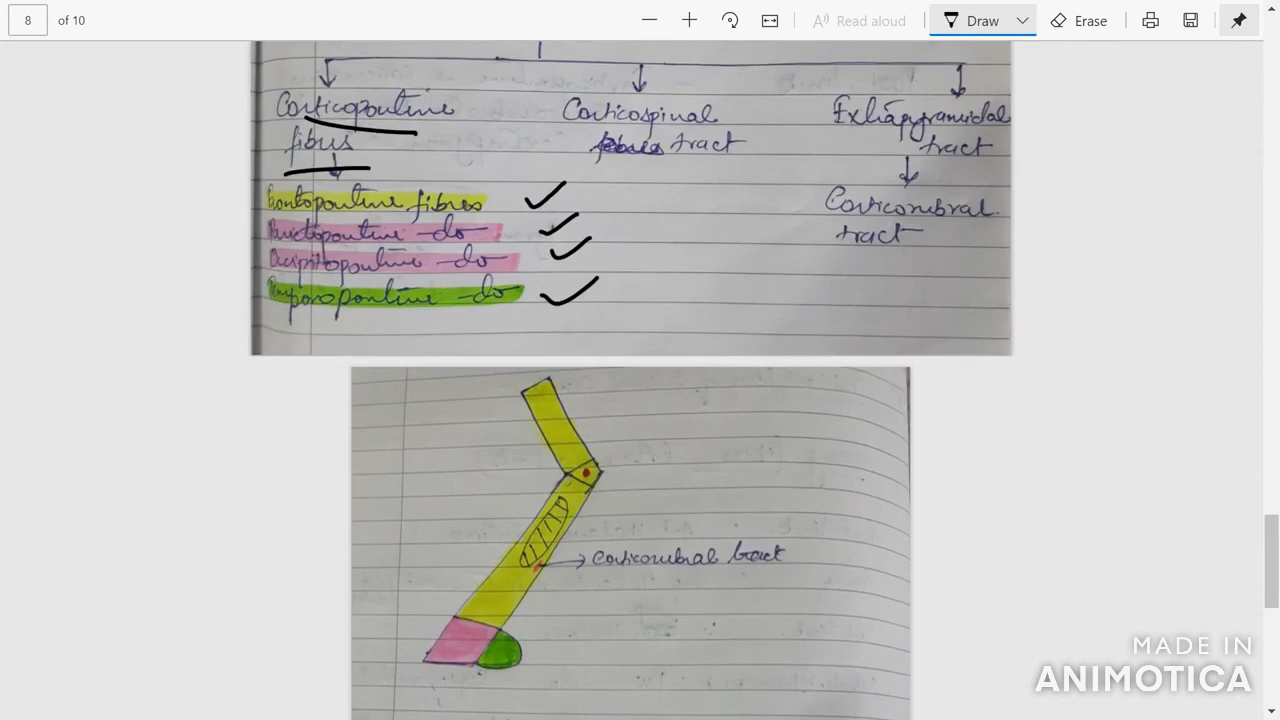 8 of 10
Read aloud
Draw
Erase
Corticopontine
fibres
Corticospinal
tract
Extrapyramidal
tract
Frontopontine fibres
Parietopontine -do-
Occipitopontine -do-
Temporopontine -do-
Corticorubral
tract
→ Corticorubral tract
MADE IN
ANIMOTICA